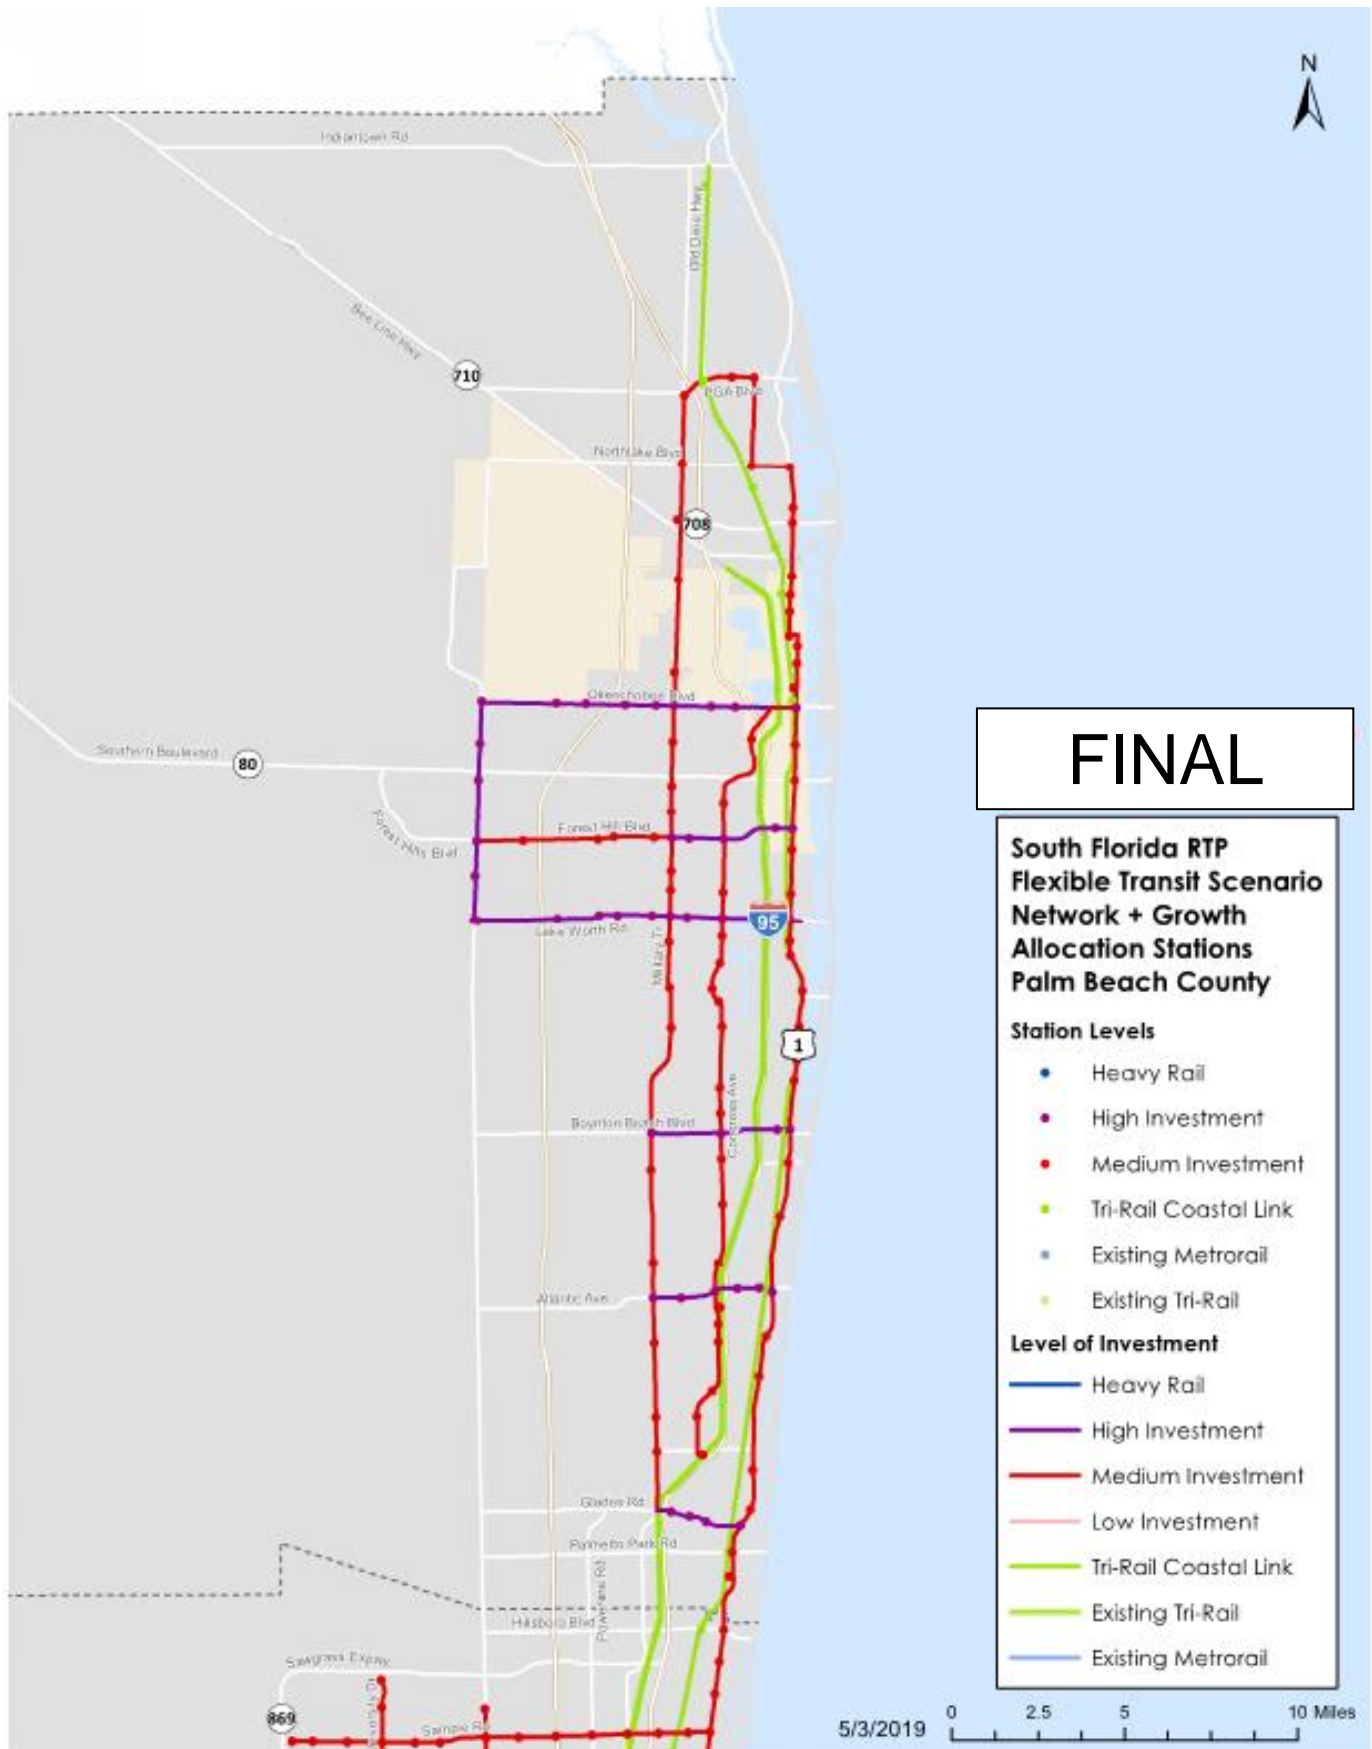 N
Indiantown Rd
Old Dixie Hwy
Bee Line Hwy
710
PGA Blvd
Northlake Blvd
708
Okeechobee Blvd
Southern Boulevard
80
Forest Hill Blvd
Forest Hills Blvd
95
Lake Worth Rd
Military Tr
1
Congress Ave
Boynton Beach Blvd
Atlantic Ave
Glades Rd
Palmetto Park Rd
Powerline Rd
Hillsboro Blvd
Sawgrass Expwy
869
Sample Rd
FINAL
South Florida RTP
Flexible Transit Scenario
Network + Growth
Allocation Stations
Palm Beach County
Station Levels
Heavy Rail
High Investment
Medium Investment
Tri-Rail Coastal Link
Existing Metrorail
Existing Tri-Rail
Level of Investment
Heavy Rail
High Investment
Medium Investment
Low Investment
Tri-Rail Coastal Link
Existing Tri-Rail
Existing Metrorail
5/3/2019
0 2.5 5 10 Miles